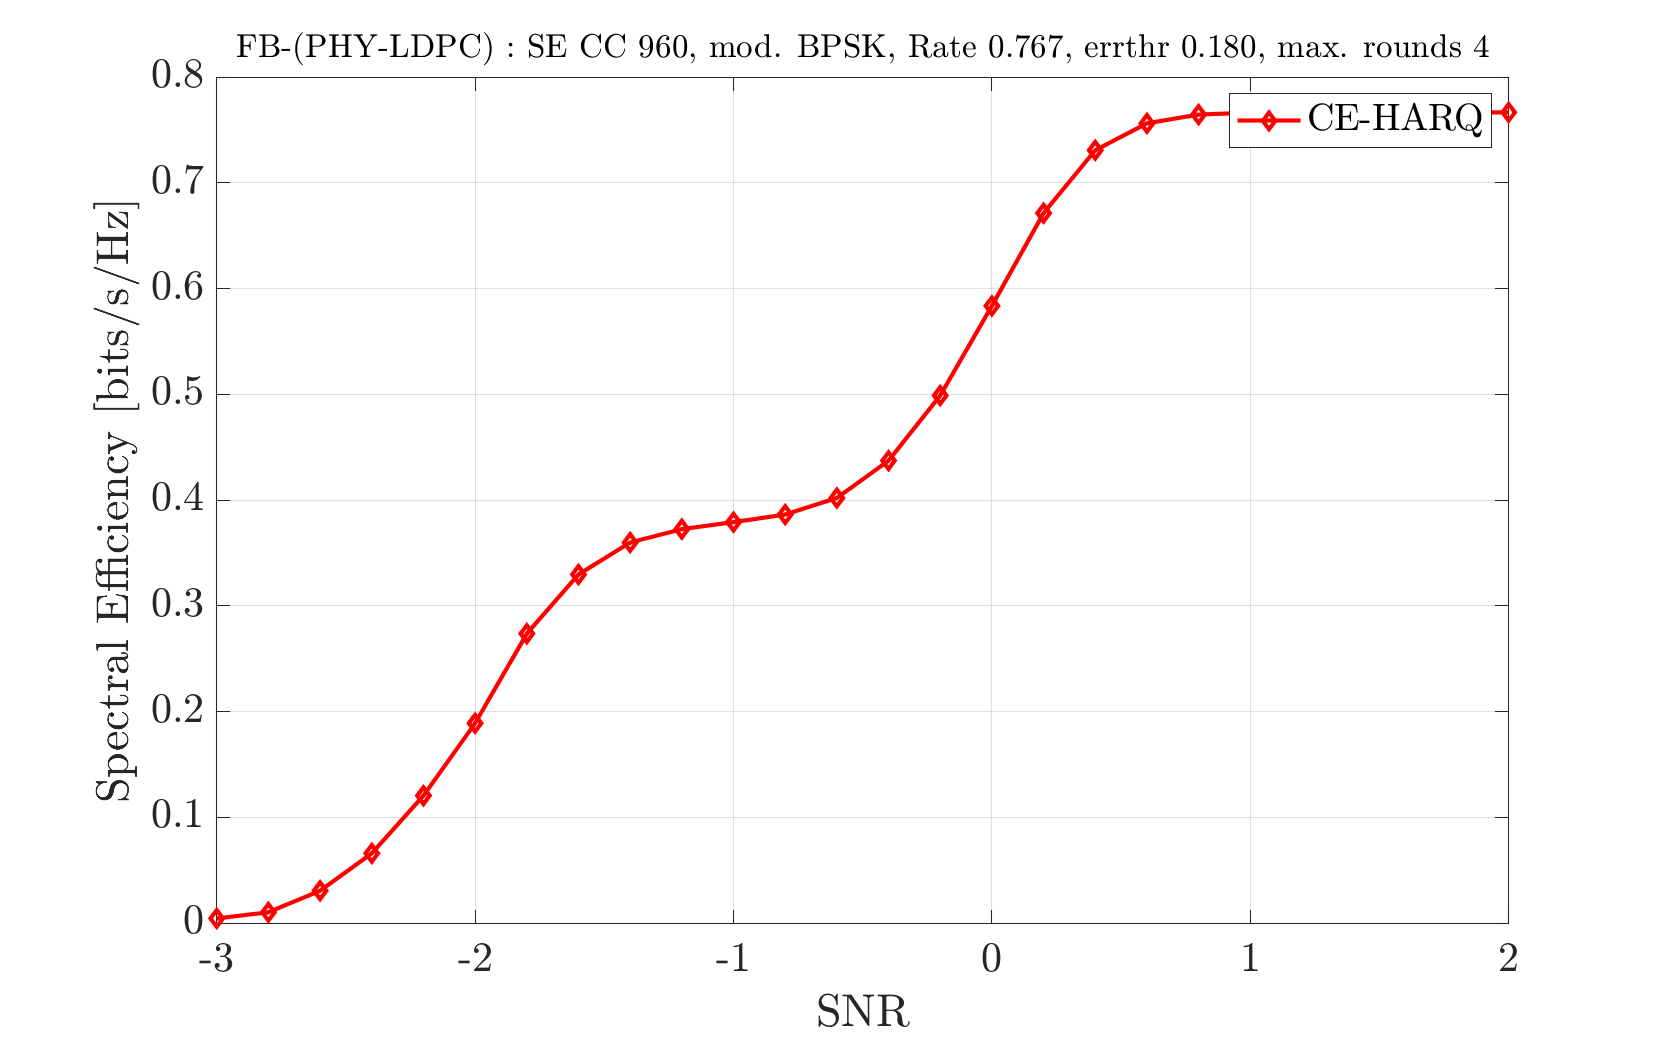 FB-(PHY-LDPC) : SE CC 960, mod. BPSK, Rate 0.767, errthr 0.180, max. rounds 4
CE-HARQ
Spectral Efficiency [bits/s/Hz]
0.8
0.7
0.6
0.5
0.4
0.3
0.2
0.1
0
-3 -2 -1 0 1 2
SNR